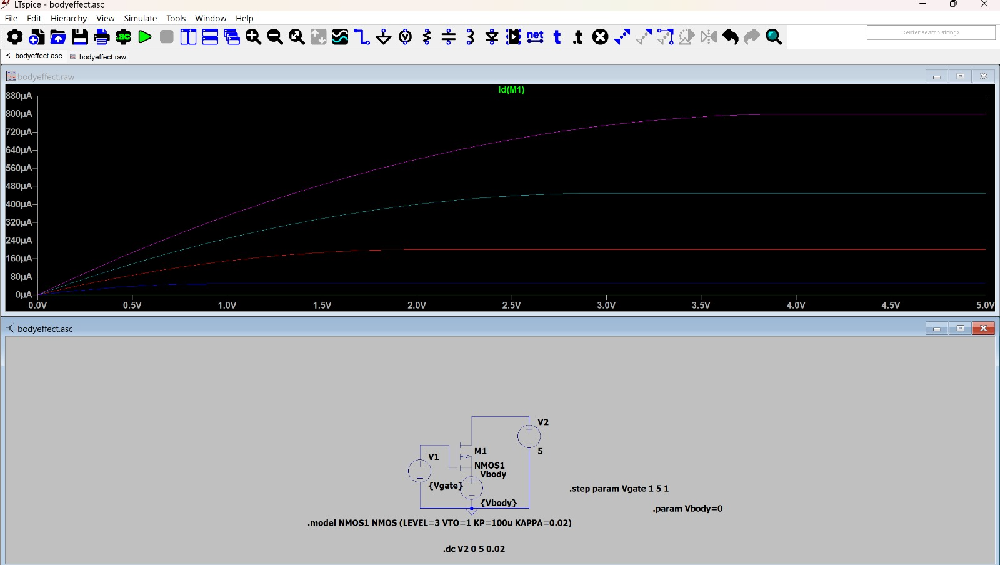 LTspice - bodyeffect.asc
File Edit Hierarchy View Simulate Tools Window Help
.ac
net t .t
(enter search string)
bodyeffect.asc bodyeffect.raw
bodyeffect.raw
Id(M1)
880µA
800µA
720µA
640µA
560µA
480µA
400µA
320µA
240µA
160µA
80µA
0µA
0.0V 0.5V 1.0V 1.5V 2.0V 2.5V 3.0V 3.5V 4.0V 4.5V 5.0V
bodyeffect.asc
V2
5
M1
V1
NMOS1
Vbody
{Vgate}
{Vbody}
.step param Vgate 1 5 1
.param Vbody=0
.model NMOS1 NMOS (LEVEL=3 VTO=1 KP=100u KAPPA=0.02)
.dc V2 0 5 0.02